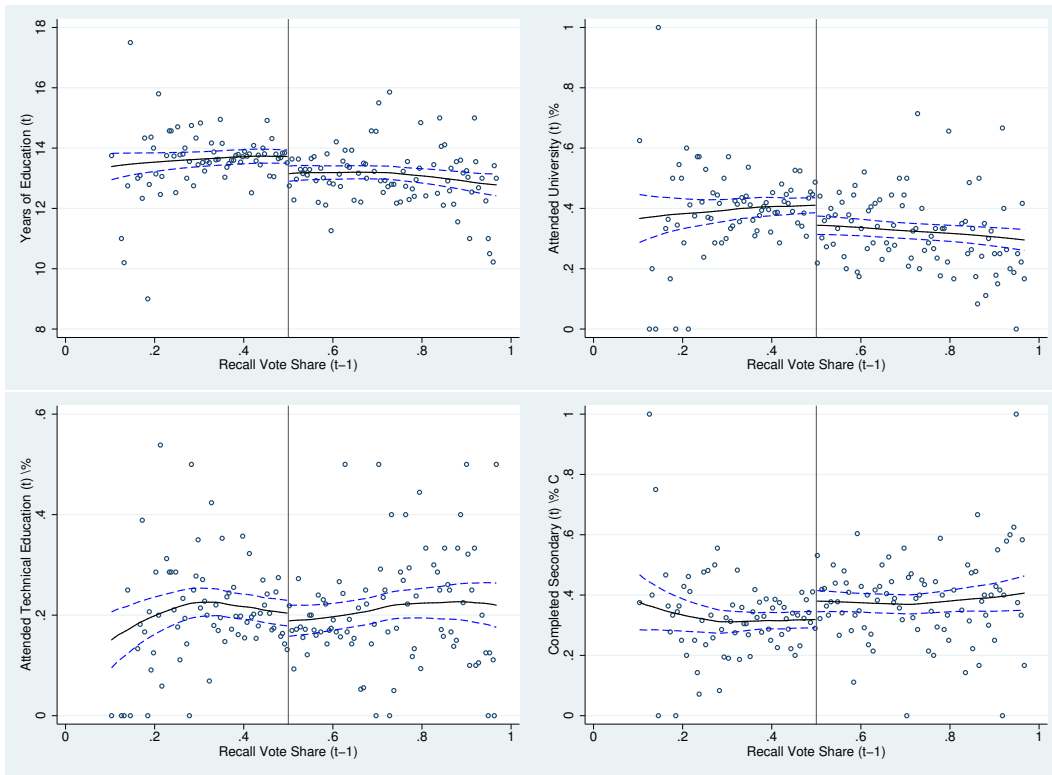 Years of Education (t)
18
16
14
12
10
8
0 .2 .4 .6 .8 1
Recall Vote Share (t−1)
Attended University (t) \%
1
.8
.6
.4
.2
0
0 .2 .4 .6 .8 1
Recall Vote Share (t−1)
Attended Technical Education (t) \%
.6
.4
.2
0
0 .2 .4 .6 .8 1
Recall Vote Share (t−1)
Completed Secondary (t) \% C
1
.8
.6
.4
.2
0
0 .2 .4 .6 .8 1
Recall Vote Share (t−1)